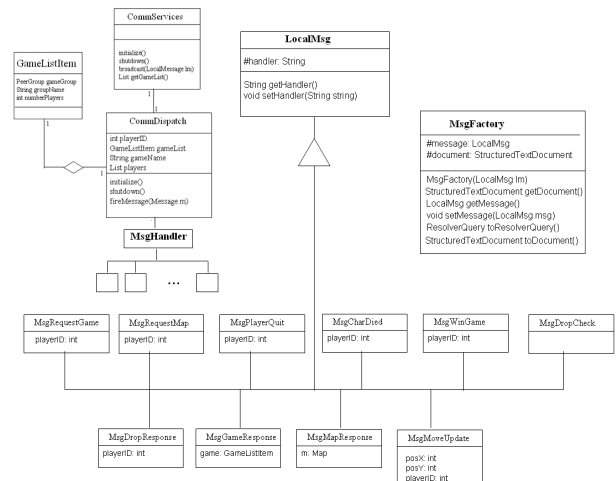 CommServices
initialize()
shutdown()
broadcast(LocalMessage lm)
List getGameList()
GameListItem
PeerGroup gameGroup
String groupName
int numberPlayers
1
1
1
1
CommDispatch
int playerID
GameListItem gameList
String gameName
List players
initialize()
shutdown()
fireMessage(Message m)
MsgHandler
...
LocalMsg
#handler: String
String getHandler()
void setHandler(String string)
MsgFactory
#message: LocalMsg
#document: StructuredTextDocument
MsgFactory(LocalMsg lm)
StructuredTextDocument getDocument()
LocalMsg getMessage()
void setMessage(LocalMsg msg)
ResolverQuery toResolverQuery()
StructuredTextDocument toDocument()
MsgRequestGame
playerID: int
MsgRequestMap
playerID: int
MsgPlayerQuit
playerID: int
MsgCharDied
playerID: int
MsgWinGame
playerID: int
MsgDropCheck
MsgDropResponse
playerID: int
MsgGameResponse
game: GameListItem
MsgMapResponse
m: Map
MsgMoveUpdate
posX: int
posY: int
playerID: int